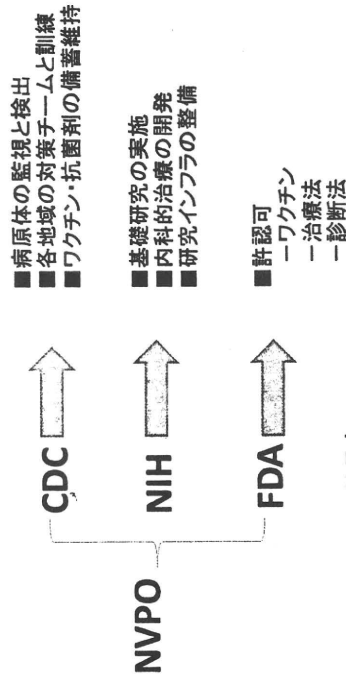 NVPO
CDC
■病原体の監視と検出
■各地域の対策チームと訓練
■ワクチン・抗菌剤の備蓄維持
NIH
■基礎研究の実施
■内科的治療の開発
■研究インフラの整備
FDA
■許認可
－ワクチン
－治療法
－診断法